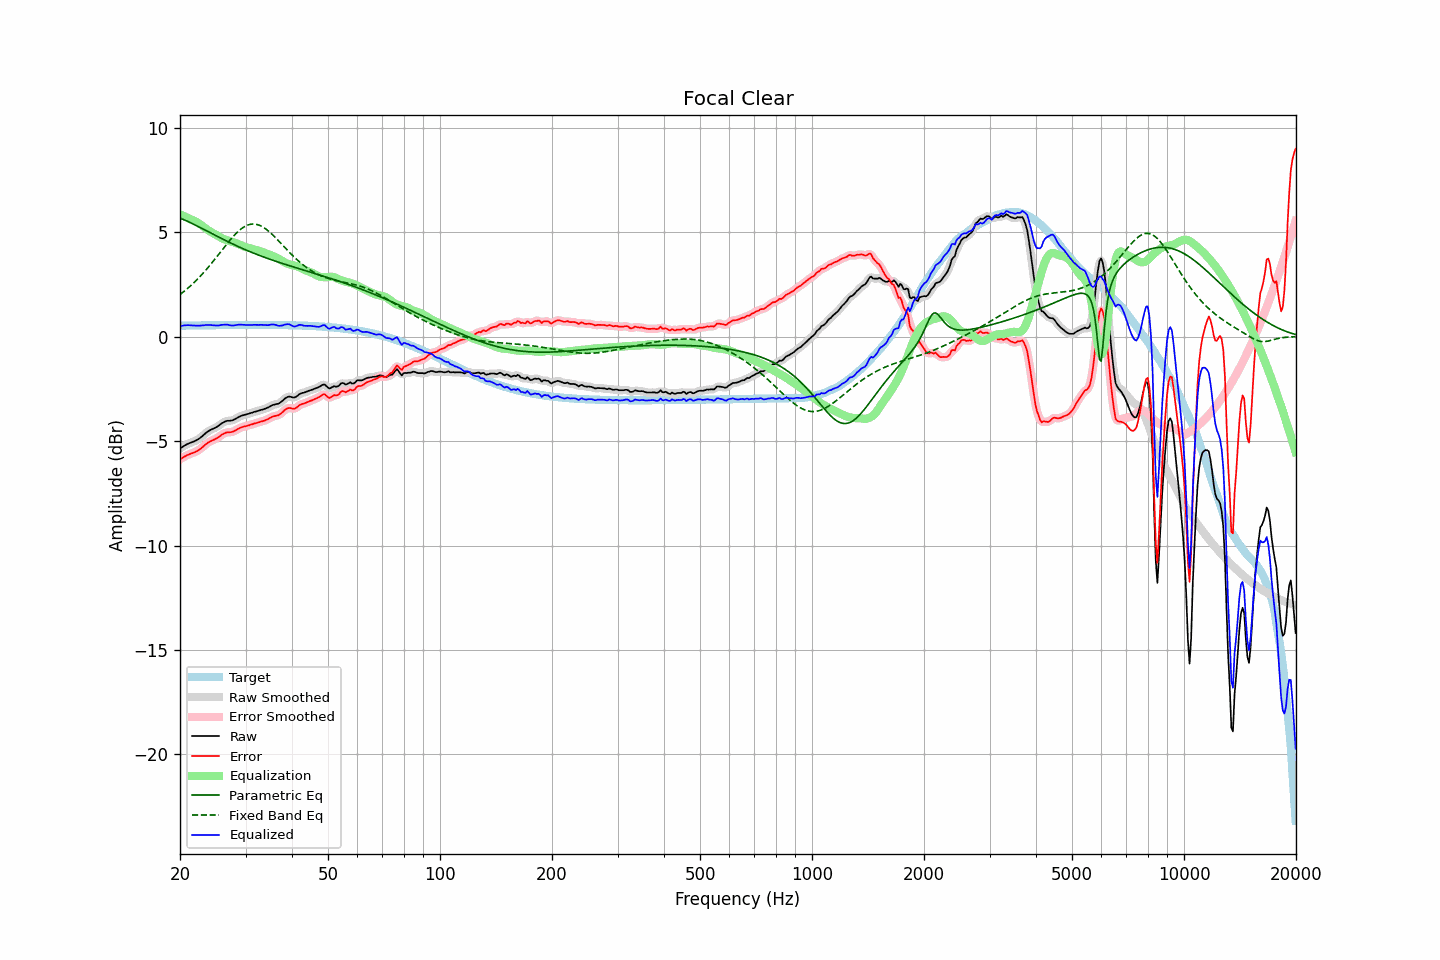 Focal Clear
10
5
0
−5
−10
−15
−20
Amplitude (dBr)
Target
Raw Smoothed
Error Smoothed
Raw
Error
Equalization
Parametric Eq
Fixed Band Eq
Equalized
20 50 100 200 500 1000 2000 5000 10000 20000
Frequency (Hz)